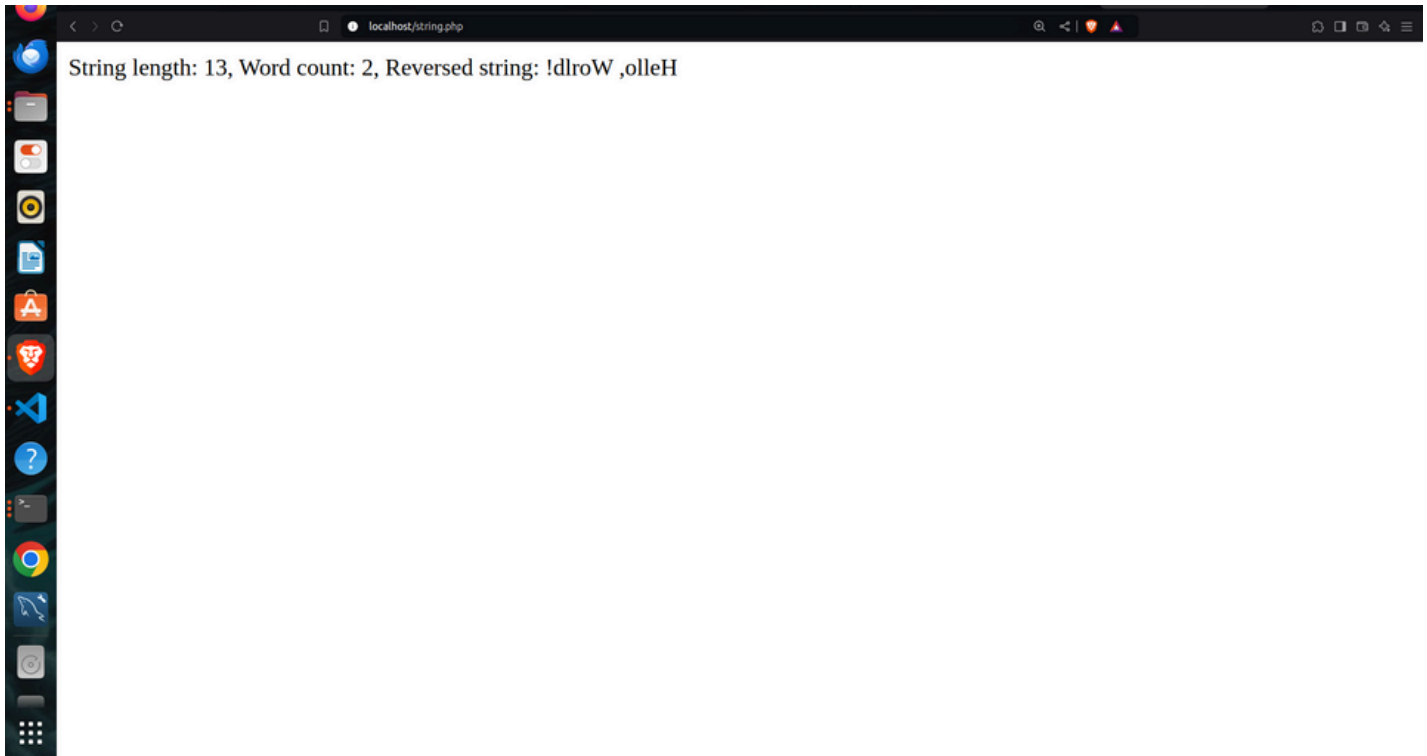 localhost/string.php
String length: 13, Word count: 2, Reversed string: !dlroW ,olleH